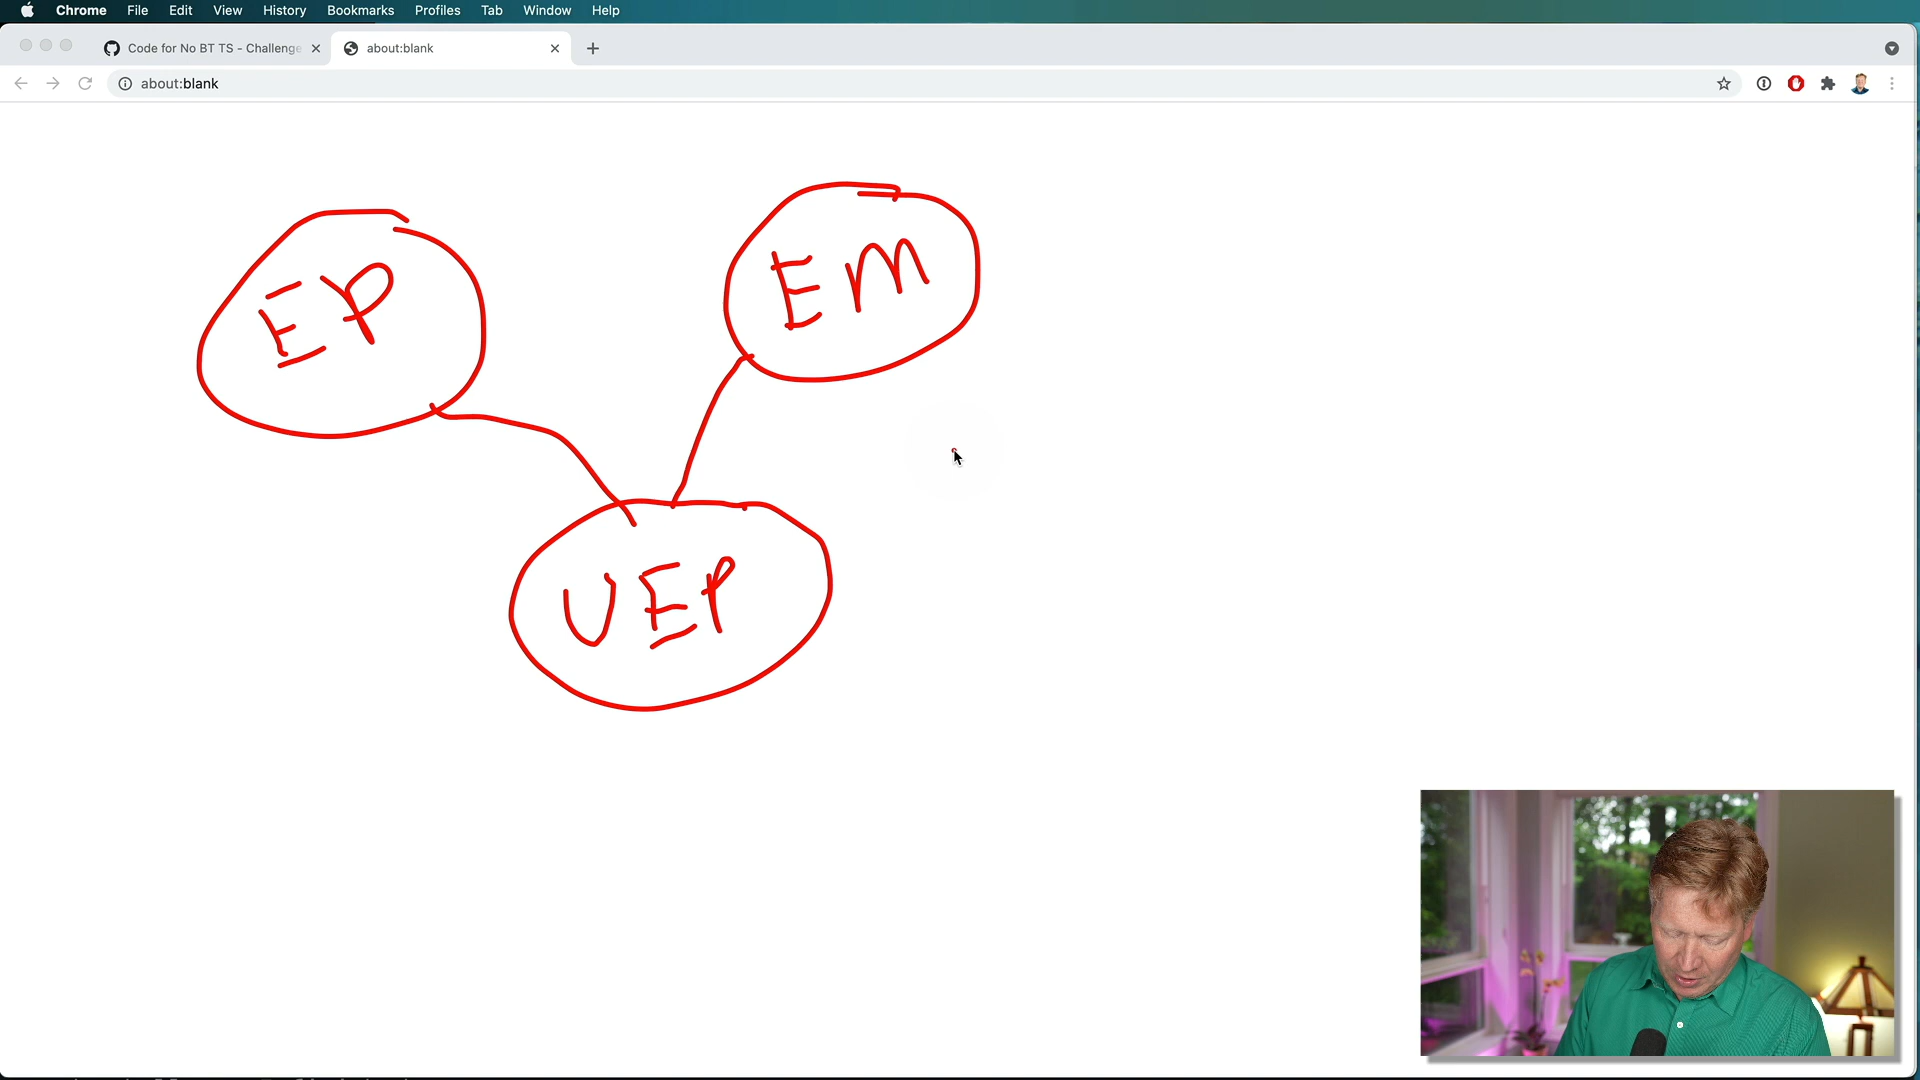 Chrome File Edit View History Bookmarks Profiles Tab Window Help
Code for No BT TS - Challenge
about:blank
about:blank
EP
EM
UEP